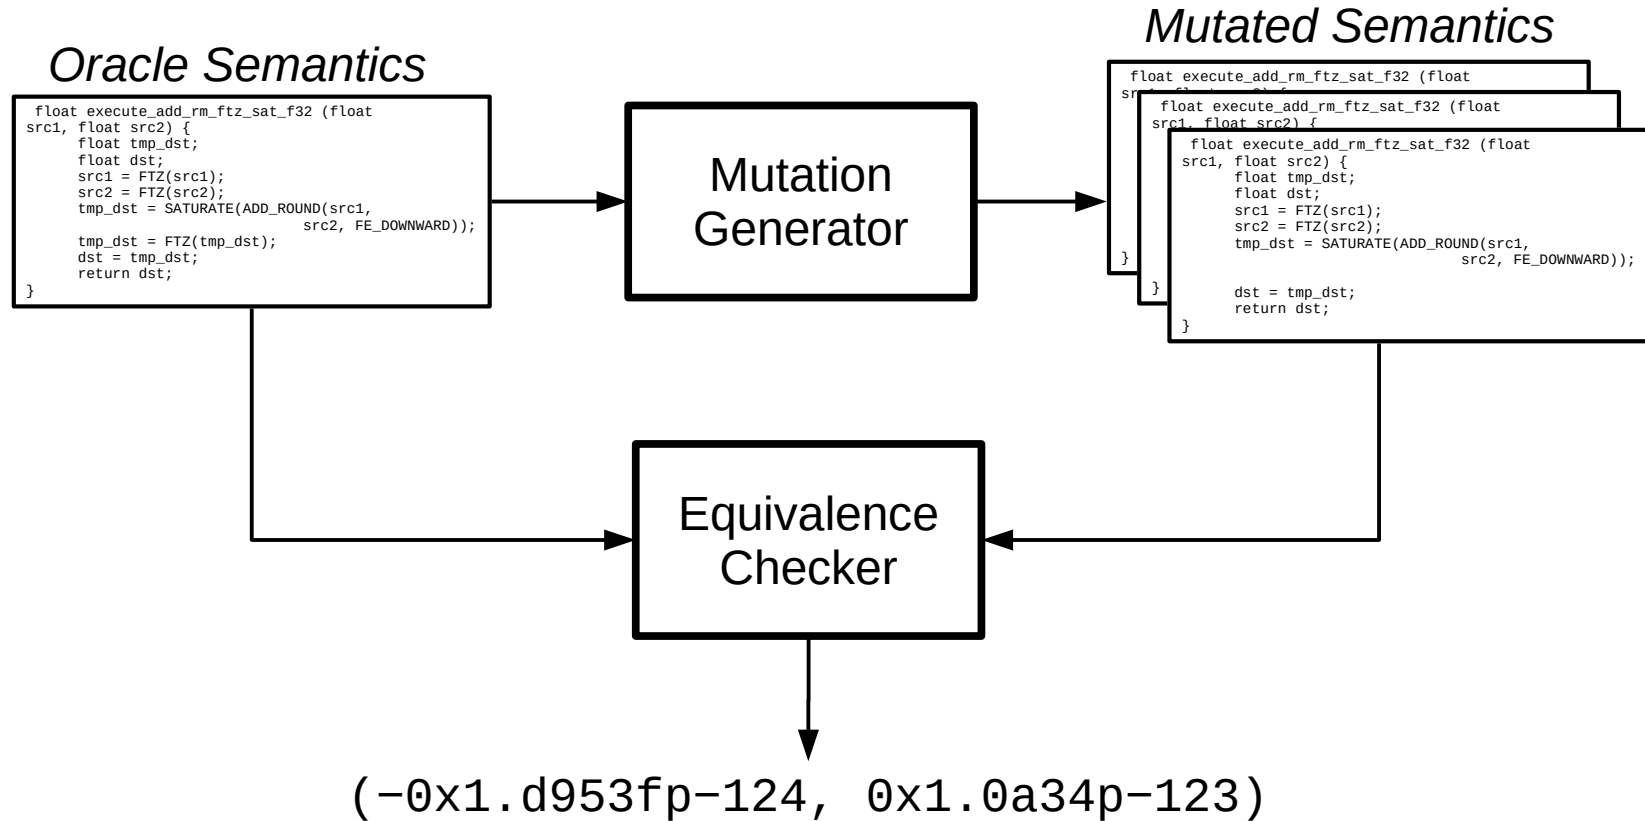 Oracle Semantics
float execute_add_rm_ftz_sat_f32 (float
src1, float src2) {
float tmp_dst;
float dst;
src1 = FTZ(src1);
src2 = FTZ(src2);
tmp_dst = SATURATE(ADD_ROUND(src1,
src2, FE_DOWNWARD));
tmp_dst = FTZ(tmp_dst);
dst = tmp_dst;
return dst;
}
Mutation
Generator
Mutated Semantics
float execute_add_rm_ftz_sat_f32 (float
}
float execute_add_rm_ftz_sat_f32 (float
src1, float src2) {
}
float execute_add_rm_ftz_sat_f32 (float
src1, float src2) {
float tmp_dst;
float dst;
src1 = FTZ(src1);
src2 = FTZ(src2);
tmp_dst = SATURATE(ADD_ROUND(src1,
src2, FE_DOWNWARD));
dst = tmp_dst;
return dst;
}
Equivalence
Checker
(−0x1.d953fp−124, 0x1.0a34p−123)